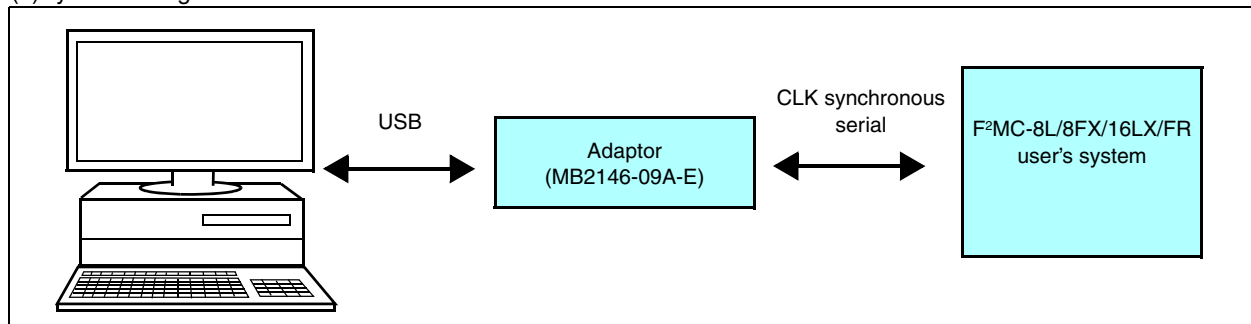 USB
Adaptor
(MB2146-09A-E)
CLK synchronous
serial
F²MC-8L/8FX/16LX/FR
user's system